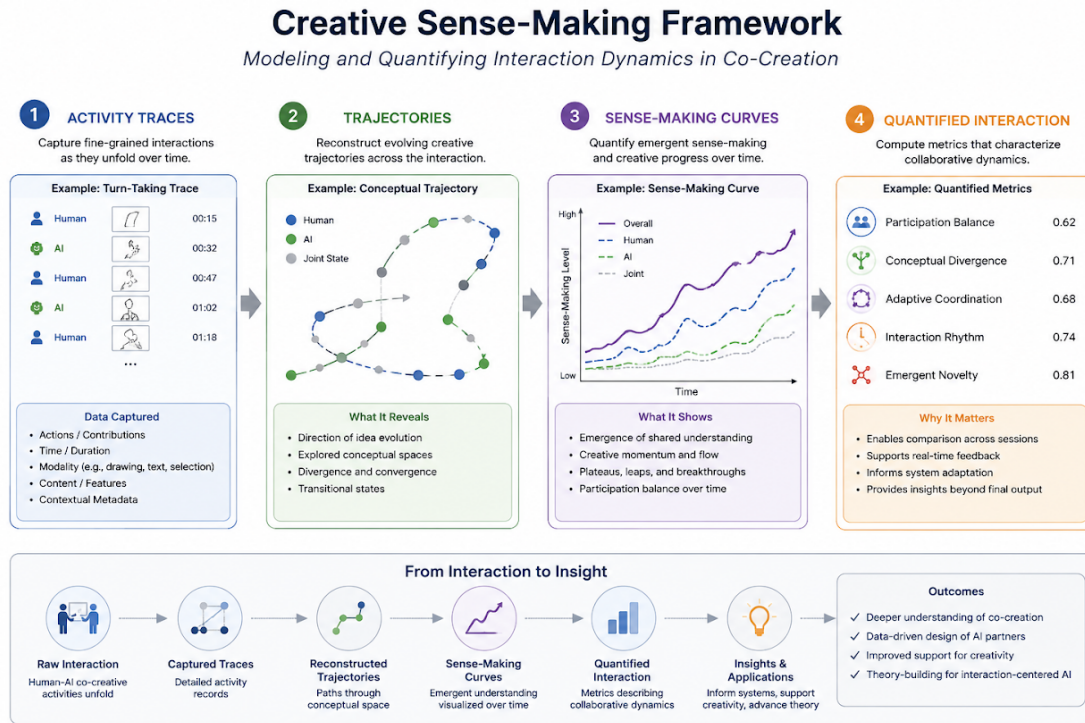 Creative Sense-Making Framework
Modeling and Quantifying Interaction Dynamics in Co-Creation
1 ACTIVITY TRACES
Capture fine-grained interactions
as they unfold over time.
Example: Turn-Taking Trace
Human 00:15
AI 00:32
Human 00:47
AI 01:02
Human 01:18
...
Data Captured
• Actions / Contributions
• Time / Duration
• Modality (e.g., drawing, text, selection)
• Content / Features
• Contextual Metadata
2 TRAJECTORIES
Reconstruct evolving creative
trajectories across the interaction.
Example: Conceptual Trajectory
Human
AI
Joint State
What It Reveals
• Direction of idea evolution
• Explored conceptual spaces
• Divergence and convergence
• Transitional states
3 SENSE-MAKING CURVES
Quantify emergent sense-making
and creative progress over time.
Example: Sense-Making Curve
High
Sense-Making Level
Low
Overall
Human
AI
Joint
Time
What It Shows
• Emergence of shared understanding
• Creative momentum and flow
• Plateaus, leaps, and breakthroughs
• Participation balance over time
4 QUANTIFIED INTERACTION
Compute metrics that characterize
collaborative dynamics.
Example: Quantified Metrics
Participation Balance 0.62
Conceptual Divergence 0.71
Adaptive Coordination 0.68
Interaction Rhythm 0.74
Emergent Novelty 0.81
Why It Matters
• Enables comparison across sessions
• Supports real-time feedback
• Informs system adaptation
• Provides insights beyond final output
From Interaction to Insight
Raw Interaction
Human-AI co-creative
activities unfold
Captured Traces
Detailed activity
records
Reconstructed
Trajectories
Paths through
conceptual space
Sense-Making
Curves
Emergent understanding
visualized over time
Quantified
Interaction
Metrics describing
collaborative dynamics
Insights &
Applications
Inform systems, support
creativity, advance theory
Outcomes
✓ Deeper understanding of co-creation
✓ Data-driven design of AI partners
✓ Improved support for creativity
✓ Theory-building for interaction-centered AI